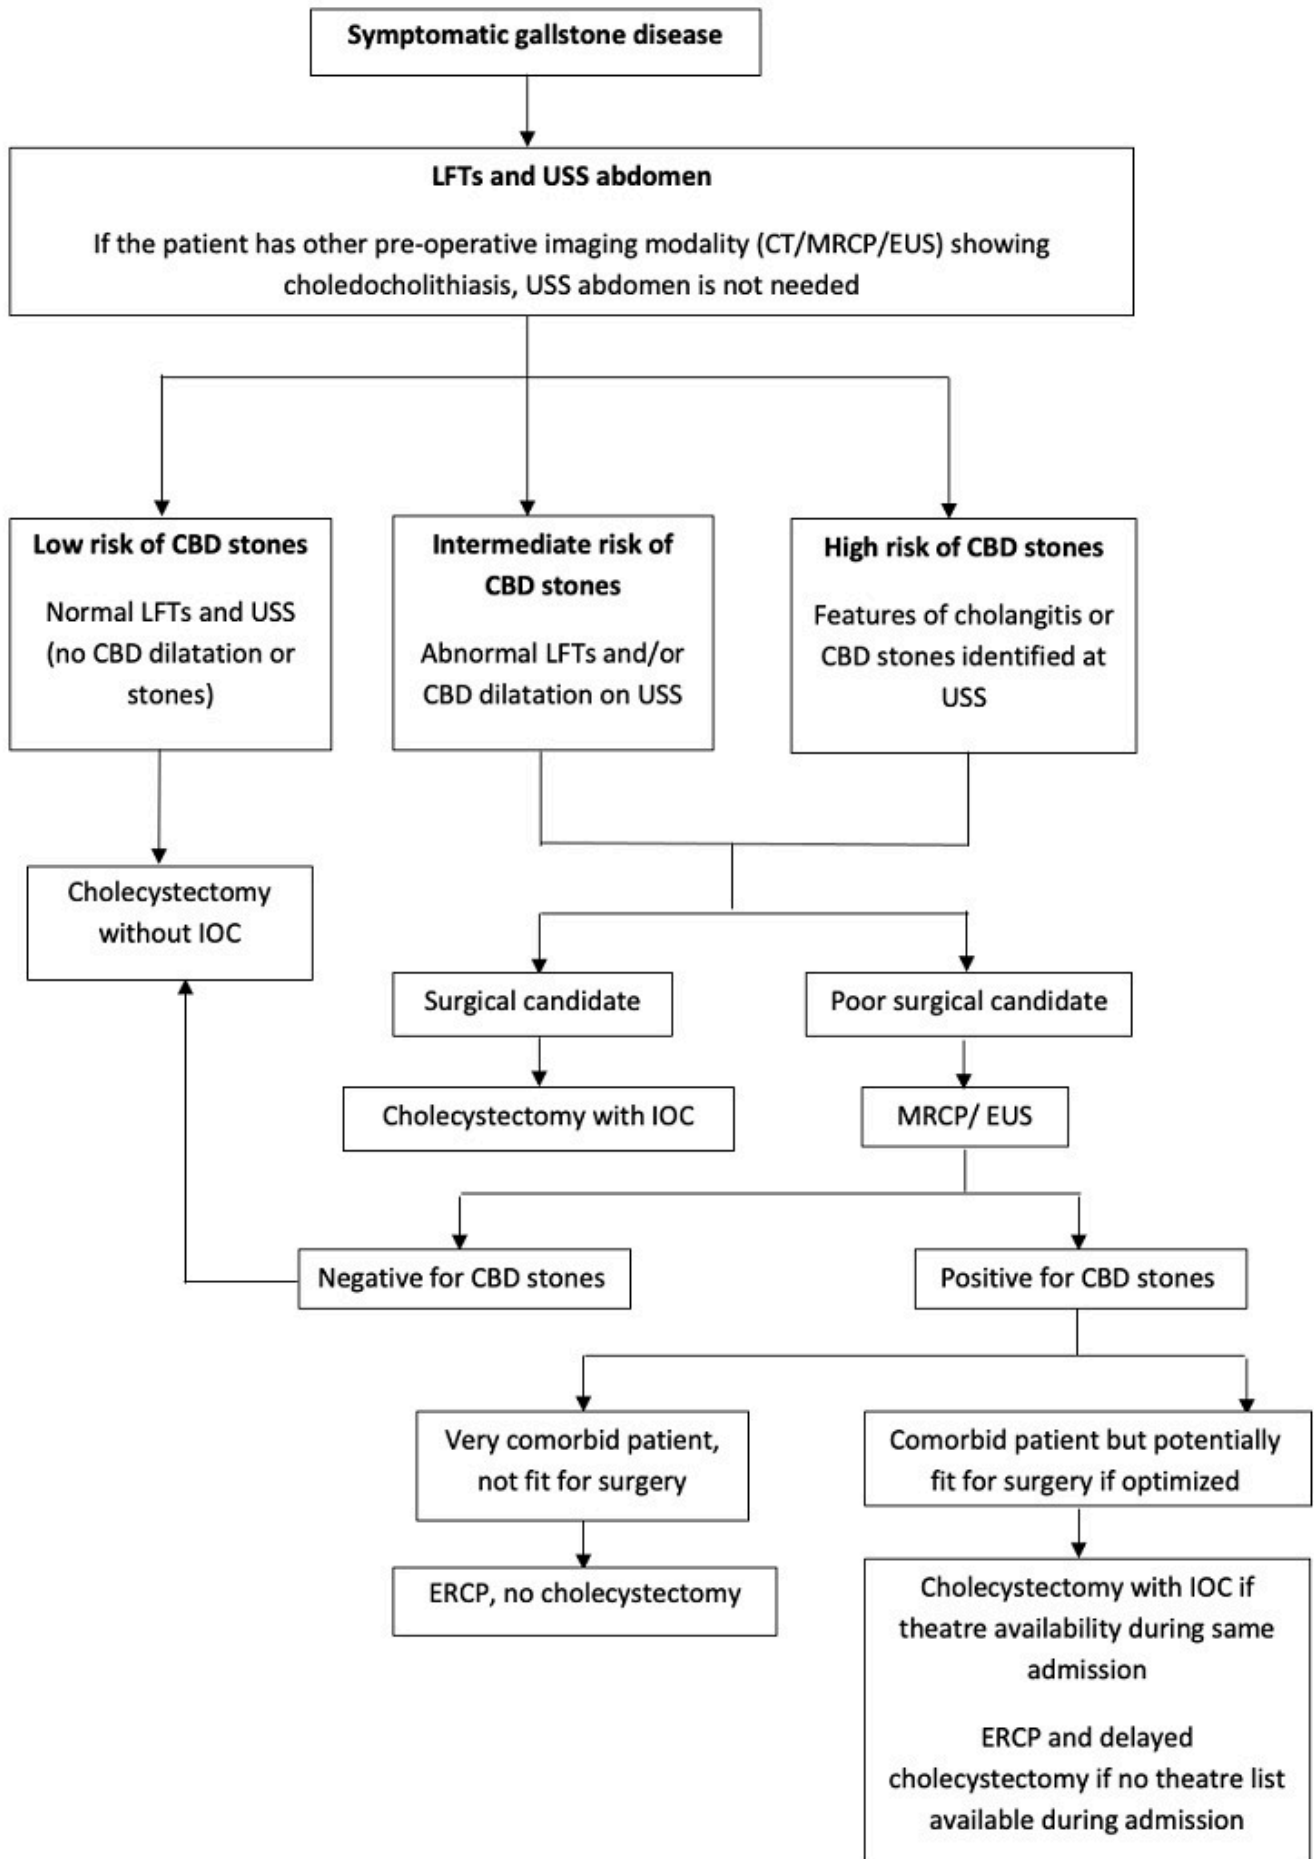 Symptomatic gallstone disease
LFTs and USS abdomen
If the patient has other pre-operative imaging modality (CT/MRCP/EUS) showing
choledocholithiasis, USS abdomen is not needed
Low risk of CBD stones
Normal LFTs and USS
(no CBD dilatation or
stones)
Intermediate risk of
CBD stones
Abnormal LFTs and/or
CBD dilatation on USS
High risk of CBD stones
Features of cholangitis or
CBD stones identified at
USS
Cholecystectomy
without IOC
Surgical candidate
Poor surgical candidate
Cholecystectomy with IOC
MRCP/ EUS
Negative for CBD stones
Positive for CBD stones
Very comorbid patient,
not fit for surgery
Comorbid patient but potentially
fit for surgery if optimized
ERCP, no cholecystectomy
Cholecystectomy with IOC if
theatre availability during same
admission
ERCP and delayed
cholecystectomy if no theatre list
available during admission